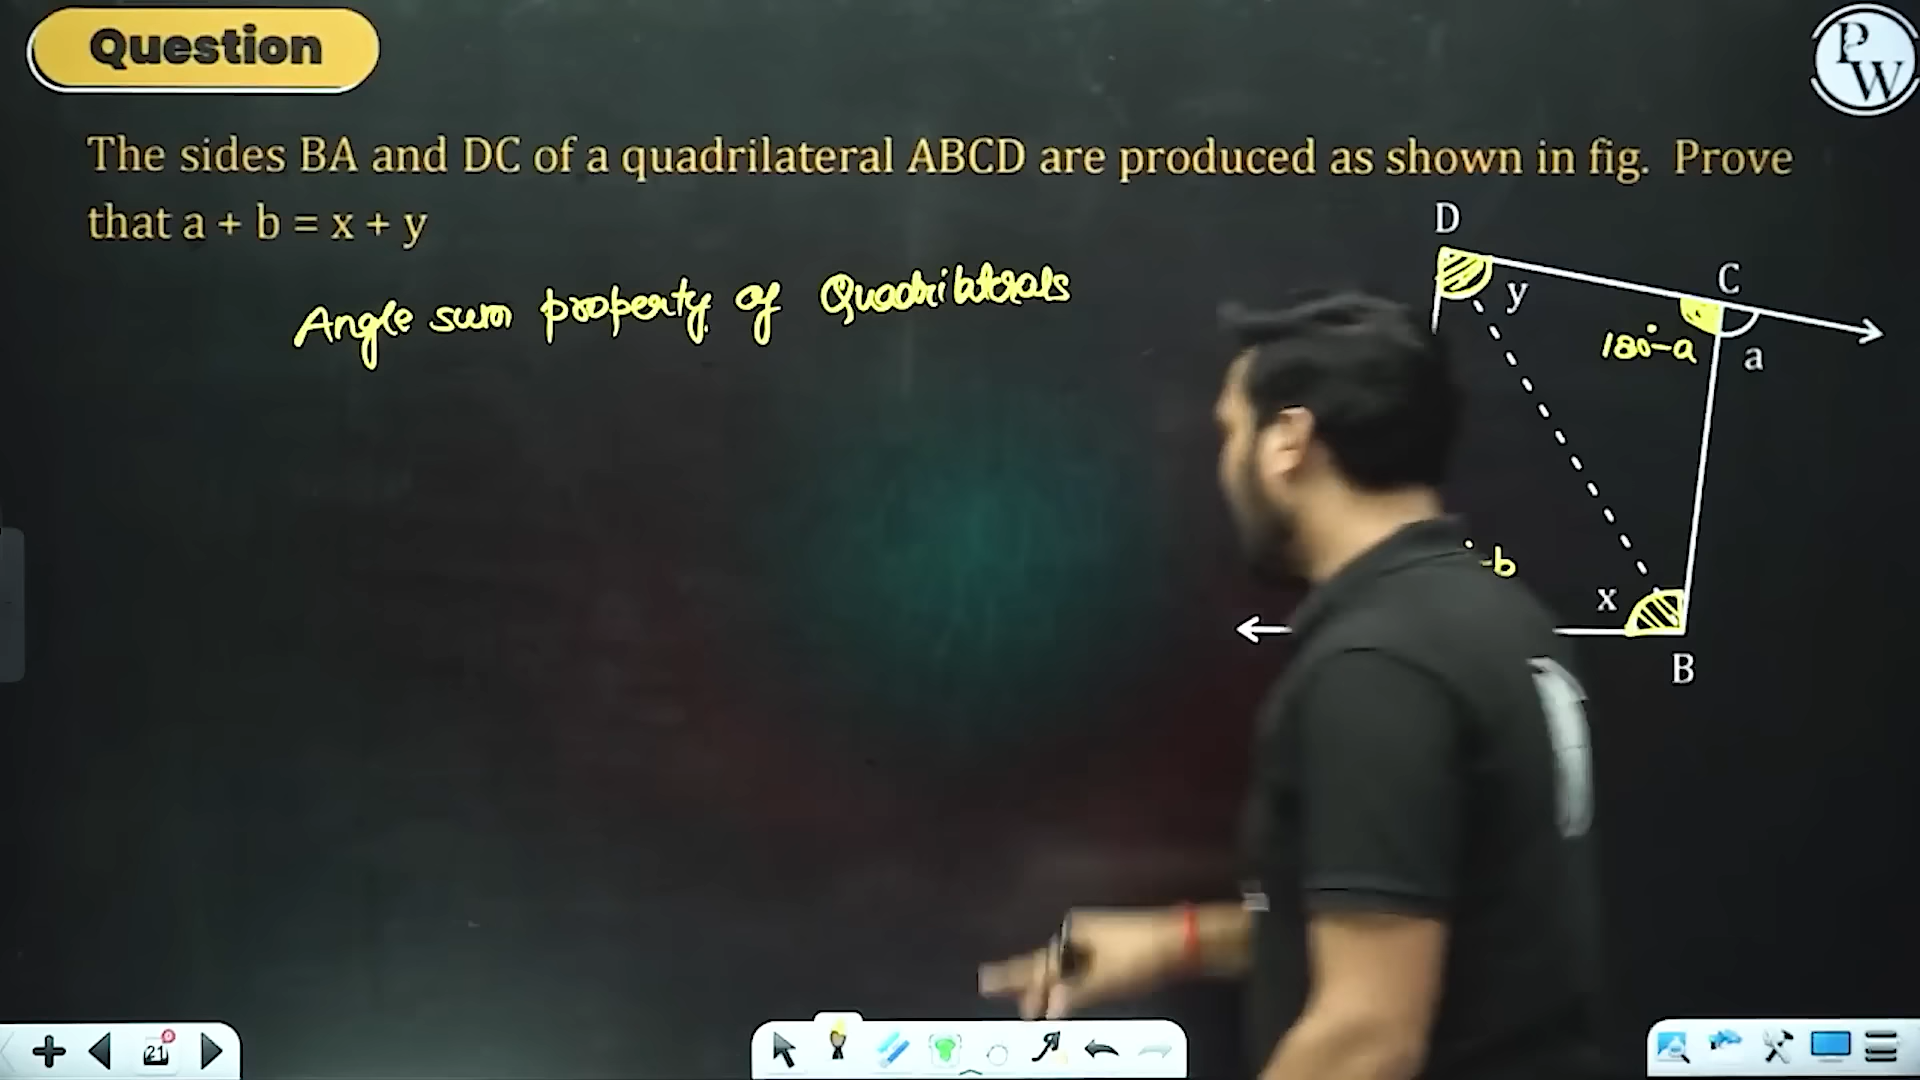 Question
PW
The sides BA and DC of a quadrilateral ABCD are produced as shown in fig. Prove
that a + b = x + y
Angle sum property of Quadrilaterals
D
C
y
180°-a
a
°-b
x
B
21